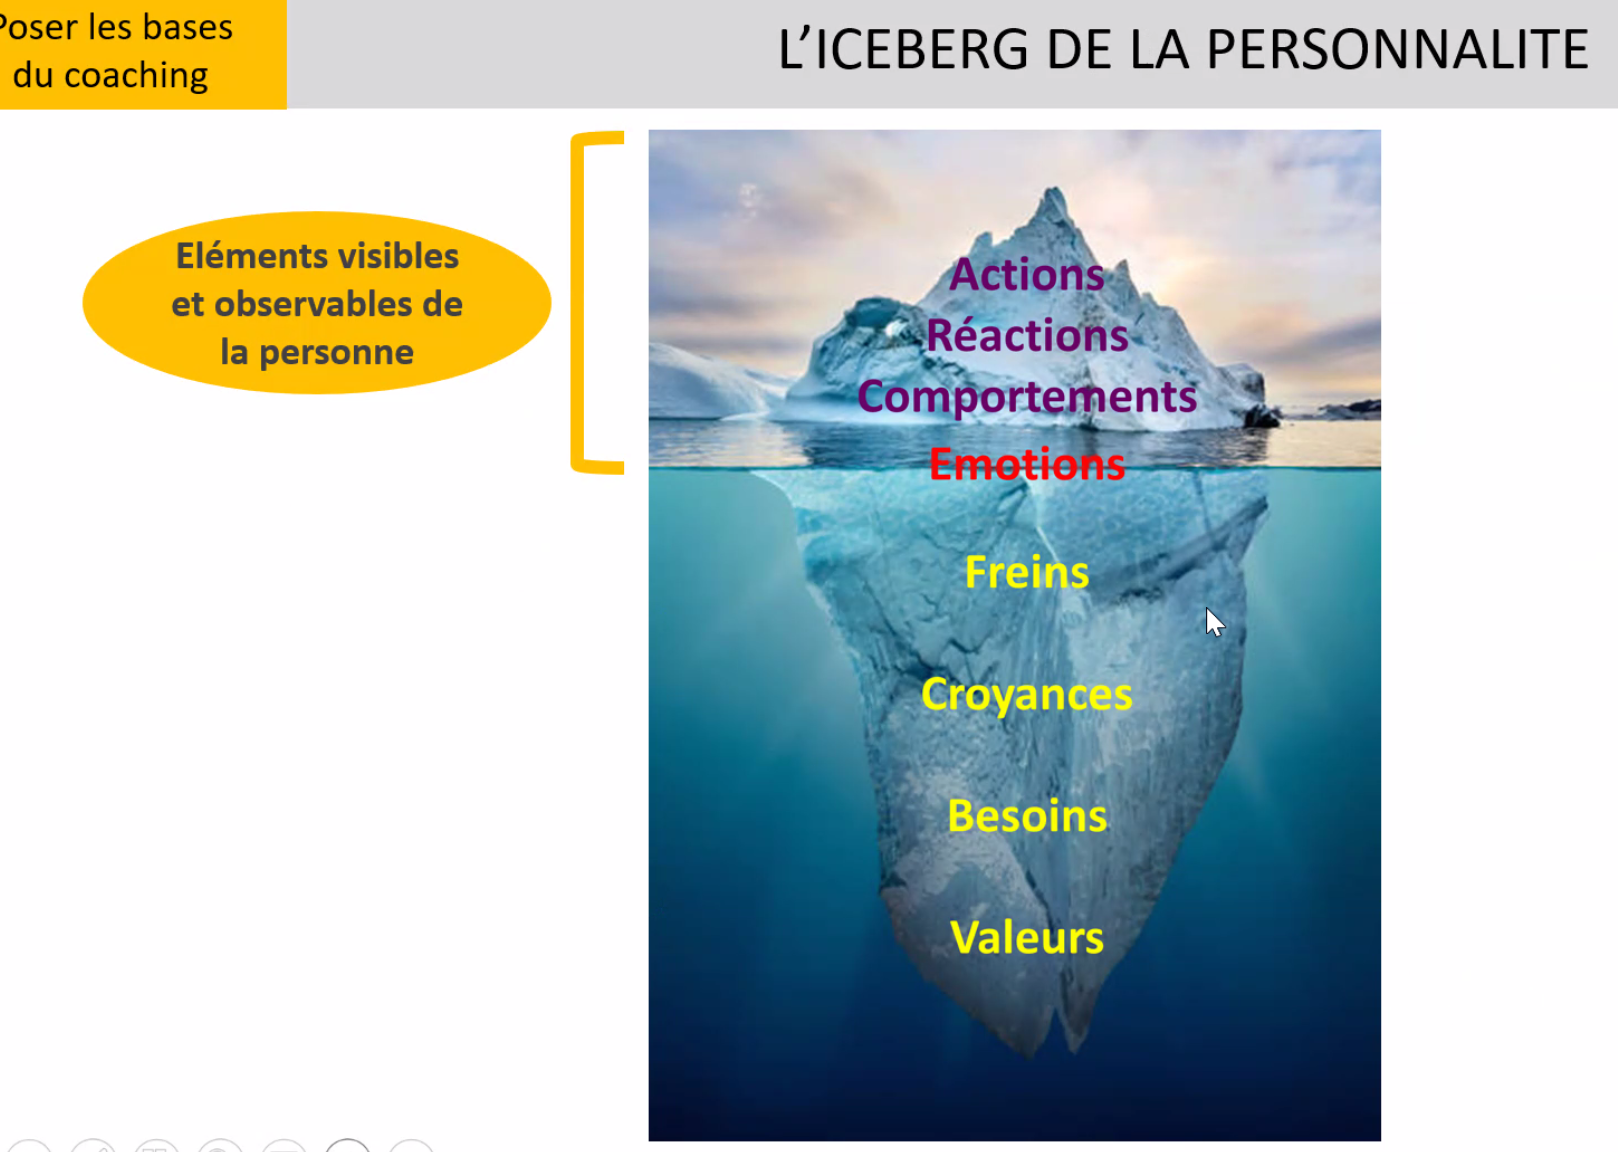 Poser les bases
du coaching
L’ICEBERG DE LA PERSONNALITE
Eléments visibles
et observables de
la personne
Actions
Réactions
Comportements
Emotions
Freins
Croyances
Besoins
Valeurs